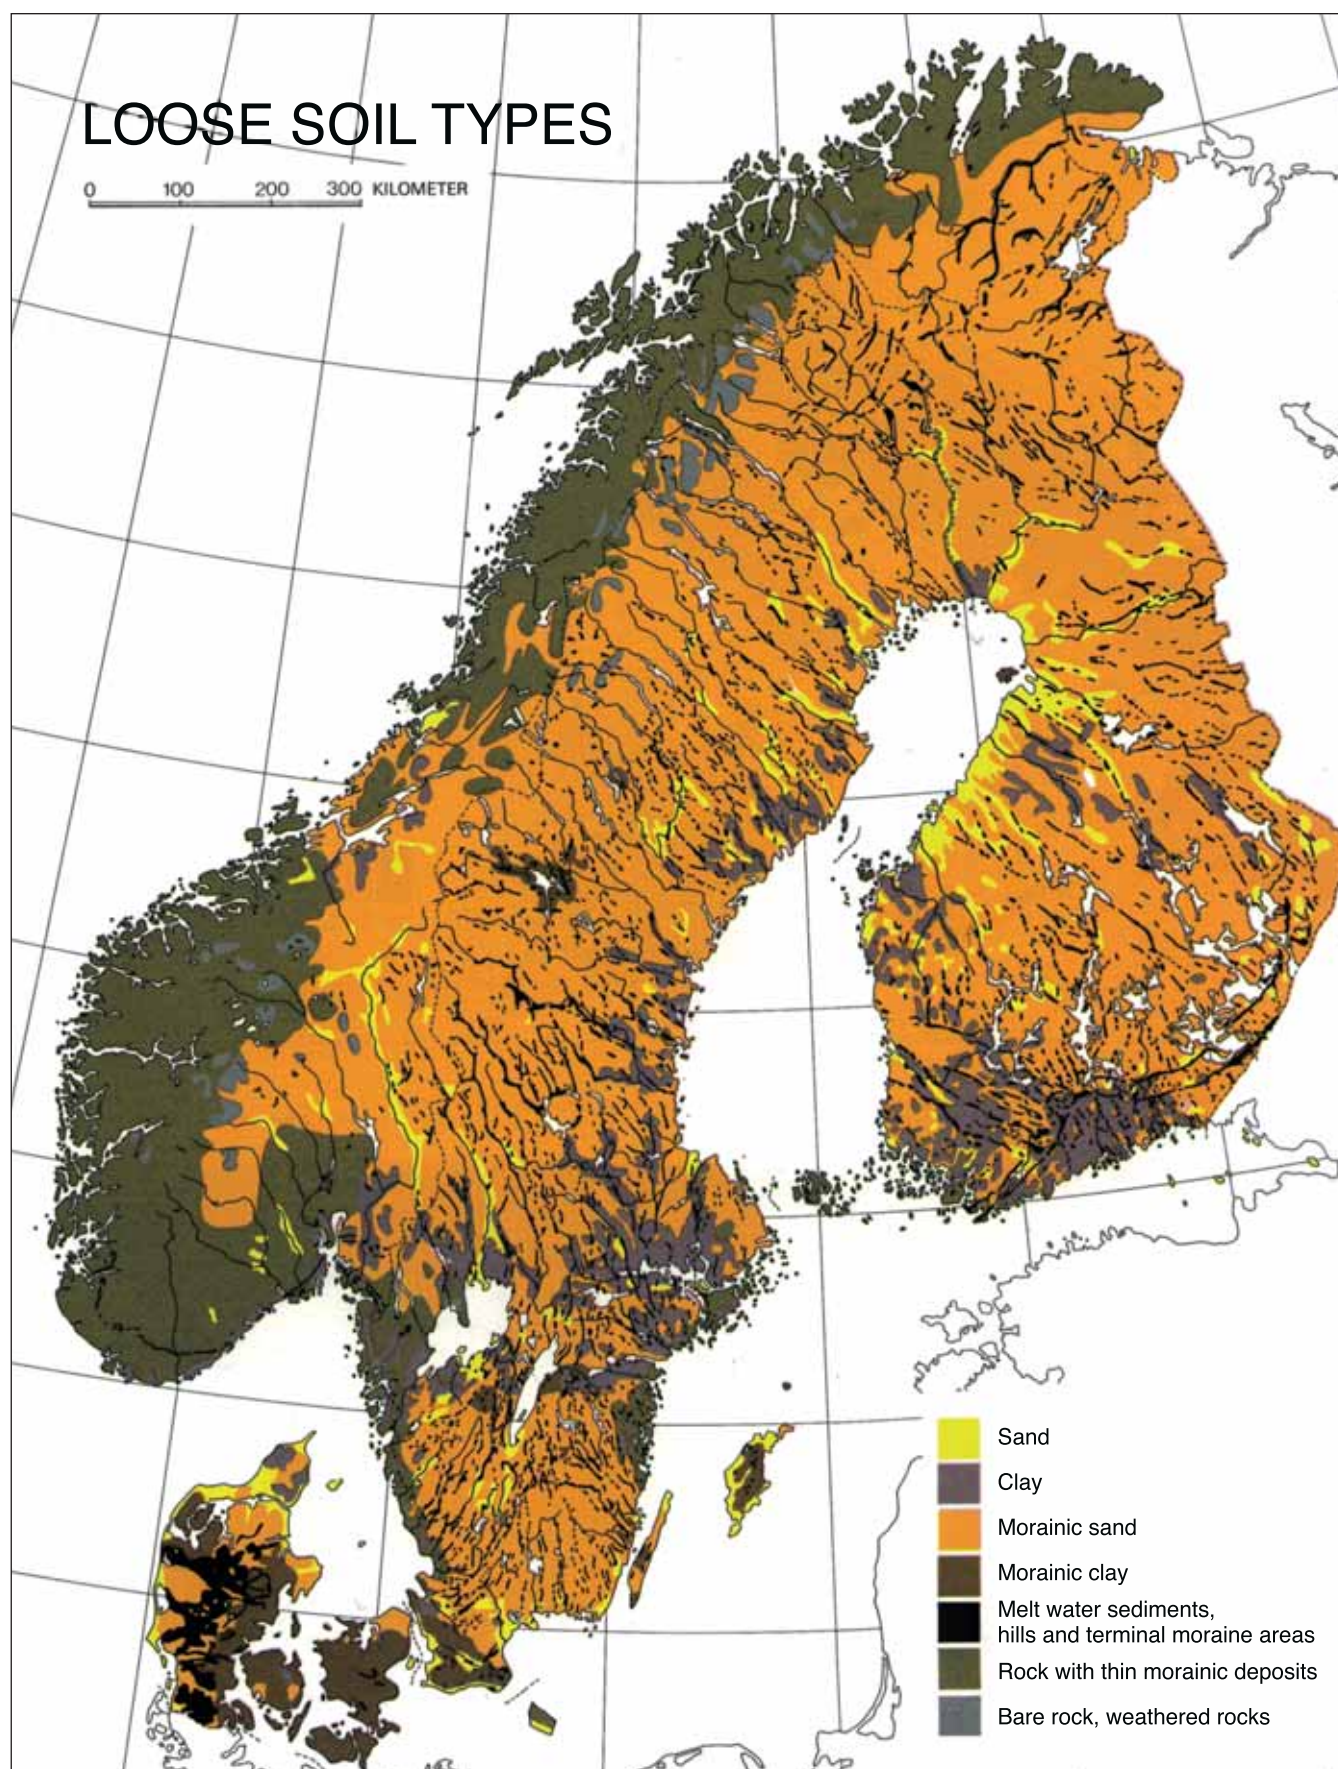 LOOSE SOIL TYPES
0 100 200 300 KILOMETER
Sand
Clay
Morainic sand
Morainic clay
Melt water sediments,
hills and terminal moraine areas
Rock with thin morainic deposits
Bare rock, weathered rocks